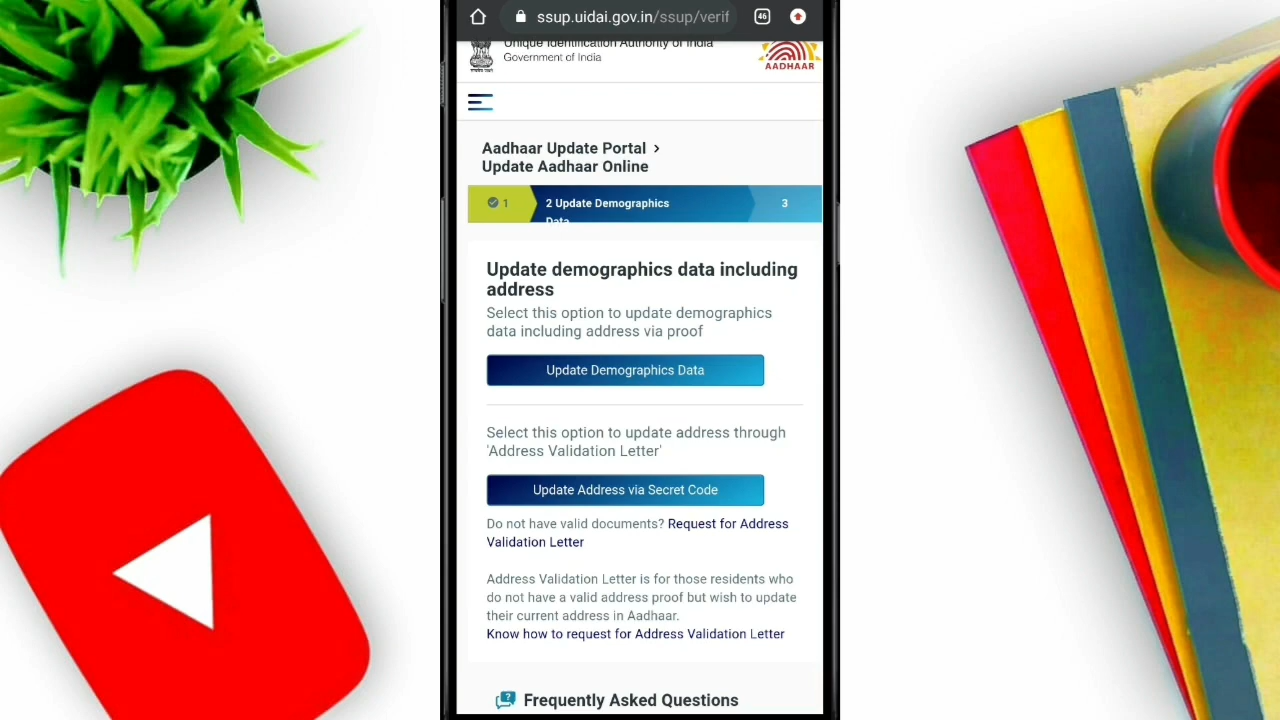 ssup.uidai.gov.in/ssup/verif
46
Unique Identification Authority of India
Government of India
AADHAAR
Aadhaar Update Portal >
Update Aadhaar Online
1
2 Update Demographics
Data
3
Update demographics data including
address
Select this option to update demographics
data including address via proof
Update Demographics Data
Select this option to update address through
'Address Validation Letter'
Update Address via Secret Code
Do not have valid documents? Request for Address
Validation Letter
Address Validation Letter is for those residents who
do not have a valid address proof but wish to update
their current address in Aadhaar.
Know how to request for Address Validation Letter
Frequently Asked Questions